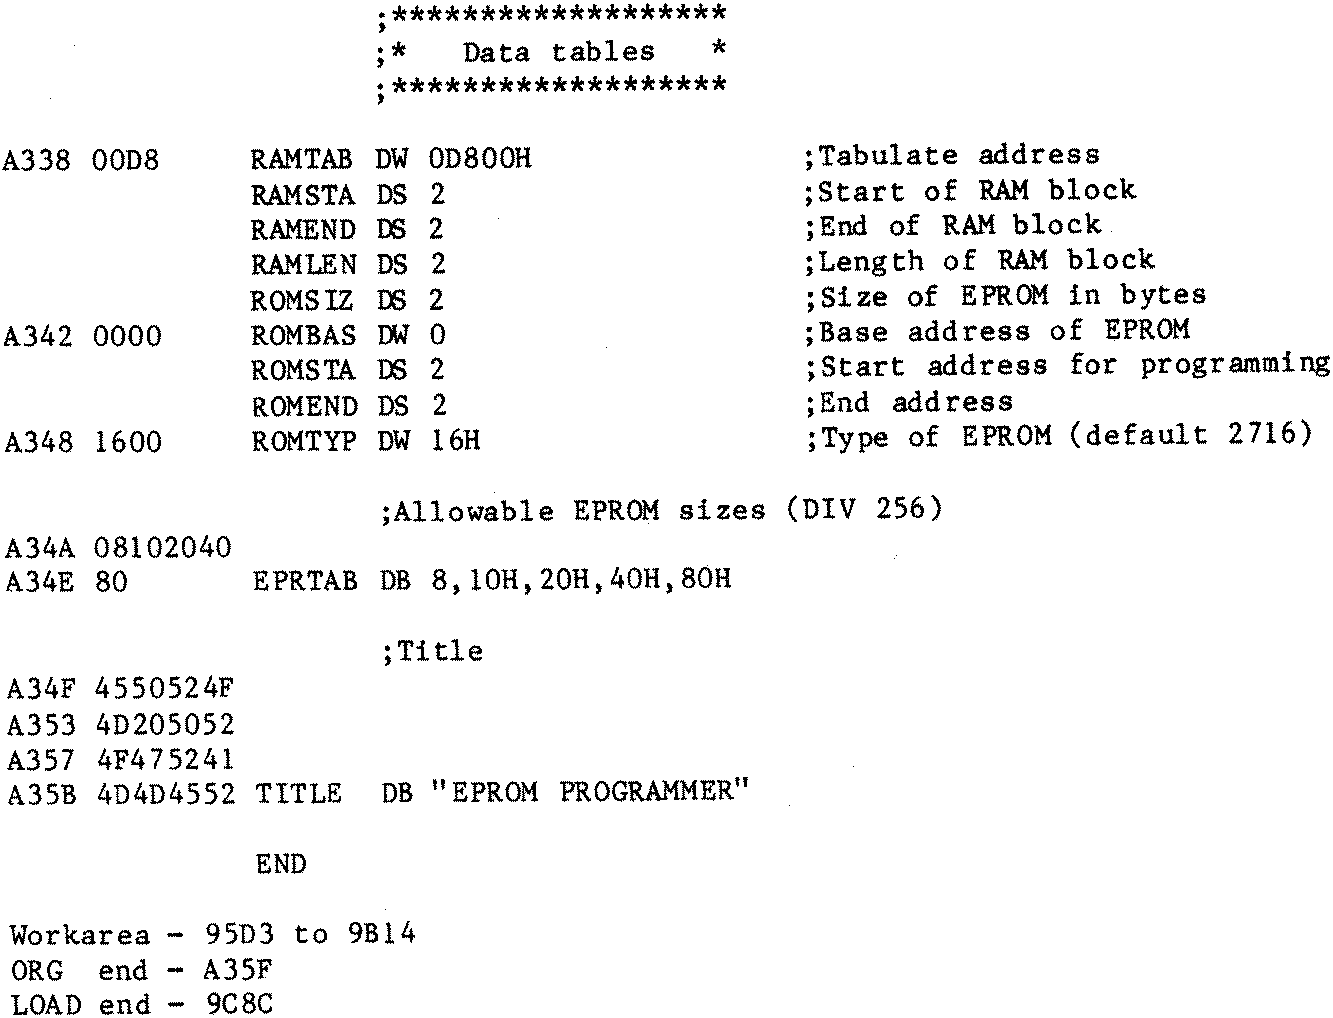 ;*******************
;*   Data tables   *
;*******************
A338 00D8     RAMTAB DW 0D800H               ;Tabulate address
              RAMSTA DS 2                    ;Start of RAM block
              RAMEND DS 2                    ;End of RAM block
              RAMLEN DS 2                    ;Length of RAM block
              ROMSIZ DS 2                    ;Size of EPROM in bytes
A342 0000     ROMBAS DW 0                    ;Base address of EPROM
              ROMSTA DS 2                    ;Start address for programming
              ROMEND DS 2                    ;End address
A348 1600     ROMTYP DW 16H                  ;Type of EPROM (default 2716)
;Allowable EPROM sizes (DIV 256)
A34A 08102040
A34E 80       EPRTAB DB 8,10H,20H,40H,80H
;Title
A34F 4550524F
A353 4D205052
A357 4F475241
A35B 4D4D4552 TITLE  DB "EPROM PROGRAMMER"
END
Workarea - 95D3 to 9B14
ORG  end - A35F
LOAD end - 9C8C